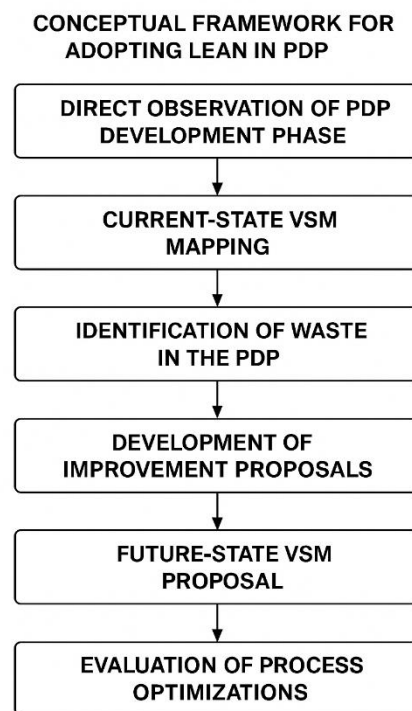 CONCEPTUAL FRAMEWORK FOR
ADOPTING LEAN IN PDP
DIRECT OBSERVATION OF PDP
DEVELOPMENT PHASE
CURRENT-STATE VSM
MAPPING
IDENTIFICATION OF WASTE
IN THE PDP
DEVELOPMENT OF
IMPROVEMENT PROPOSALS
FUTURE-STATE VSM
PROPOSAL
EVALUATION OF PROCESS
OPTIMIZATIONS